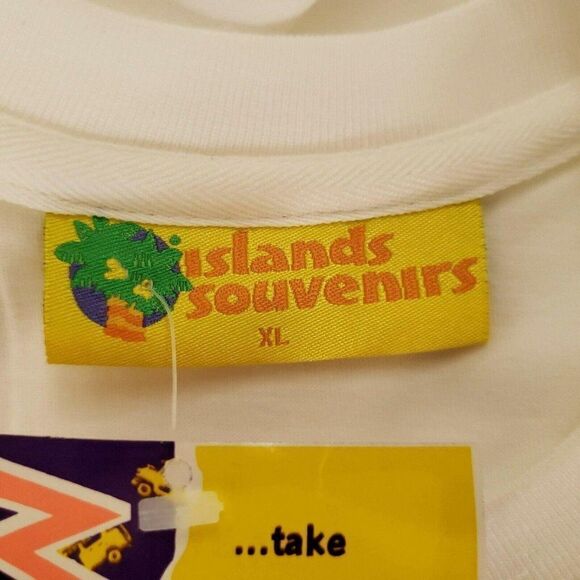 islands
souvenirs
XL
...take